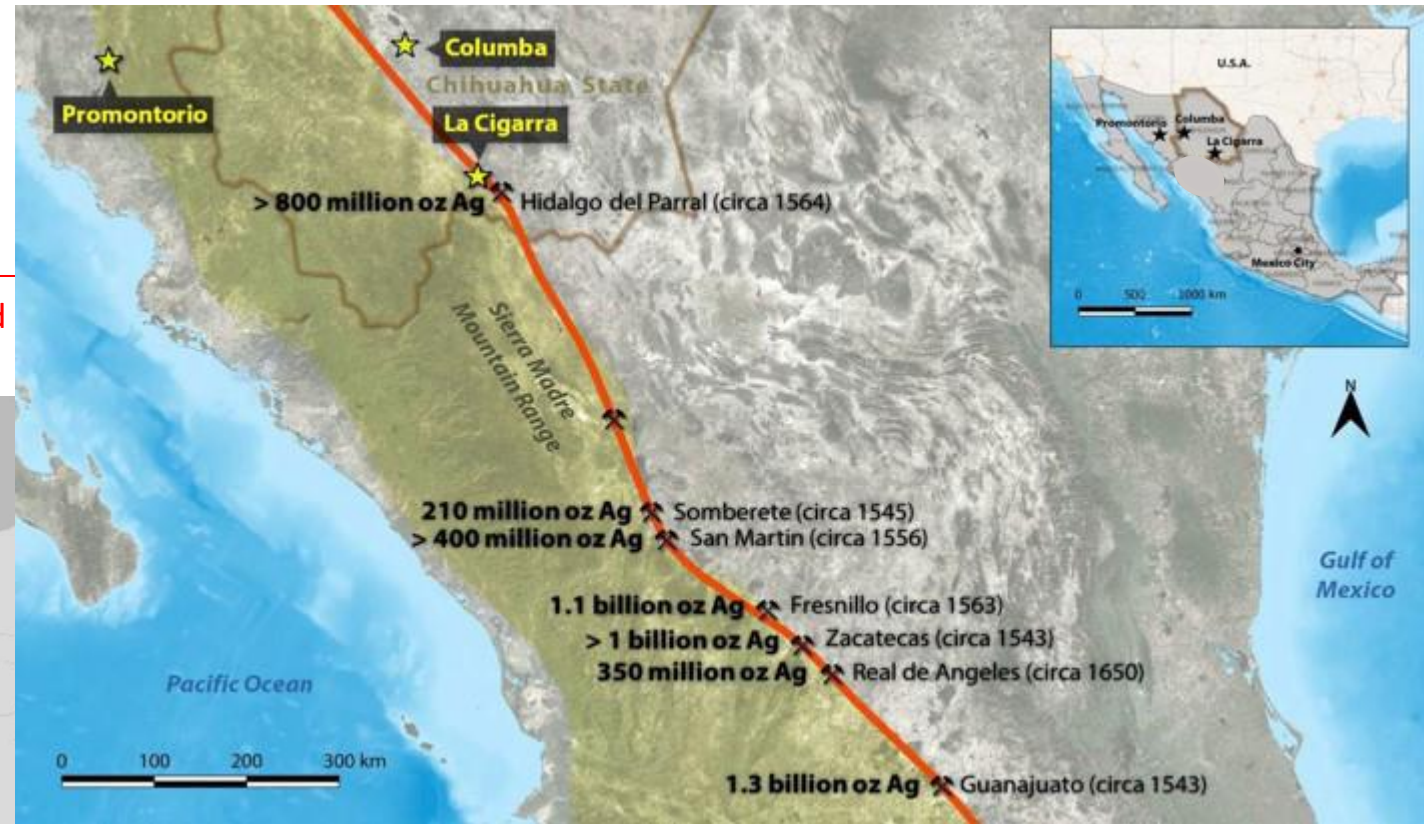 Columba
Chihuahua State
Promontorio
La Cigarra
> 800 million oz Ag Hidalgo del Parral (circa 1564)
Sierra Madre
Mountain Range
210 million oz Ag Somberete (circa 1545)
> 400 million oz Ag San Martin (circa 1556)
1.1 billion oz Ag Fresnillo (circa 1563)
> 1 billion oz Ag Zacatecas (circa 1543)
350 million oz Ag Real de Angeles (circa 1650)
1.3 billion oz Ag Guanajuato (circa 1543)
Pacific Ocean
0 100 200 300 km
Gulf of
Mexico
N
U.S.A.
Promontorio
Columba
La Cigarra
Mexico City
0 500 1000 km